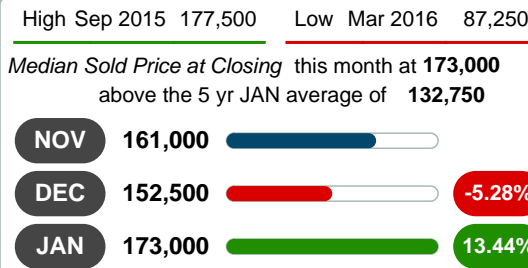 High Sep 2015 177,500 Low Mar 2016 87,250
Median Sold Price at Closing this month at 173,000
above the 5 yr JAN average of 132,750
NOV 161,000
DEC 152,500 -5.28%
JAN 173,000 13.44%